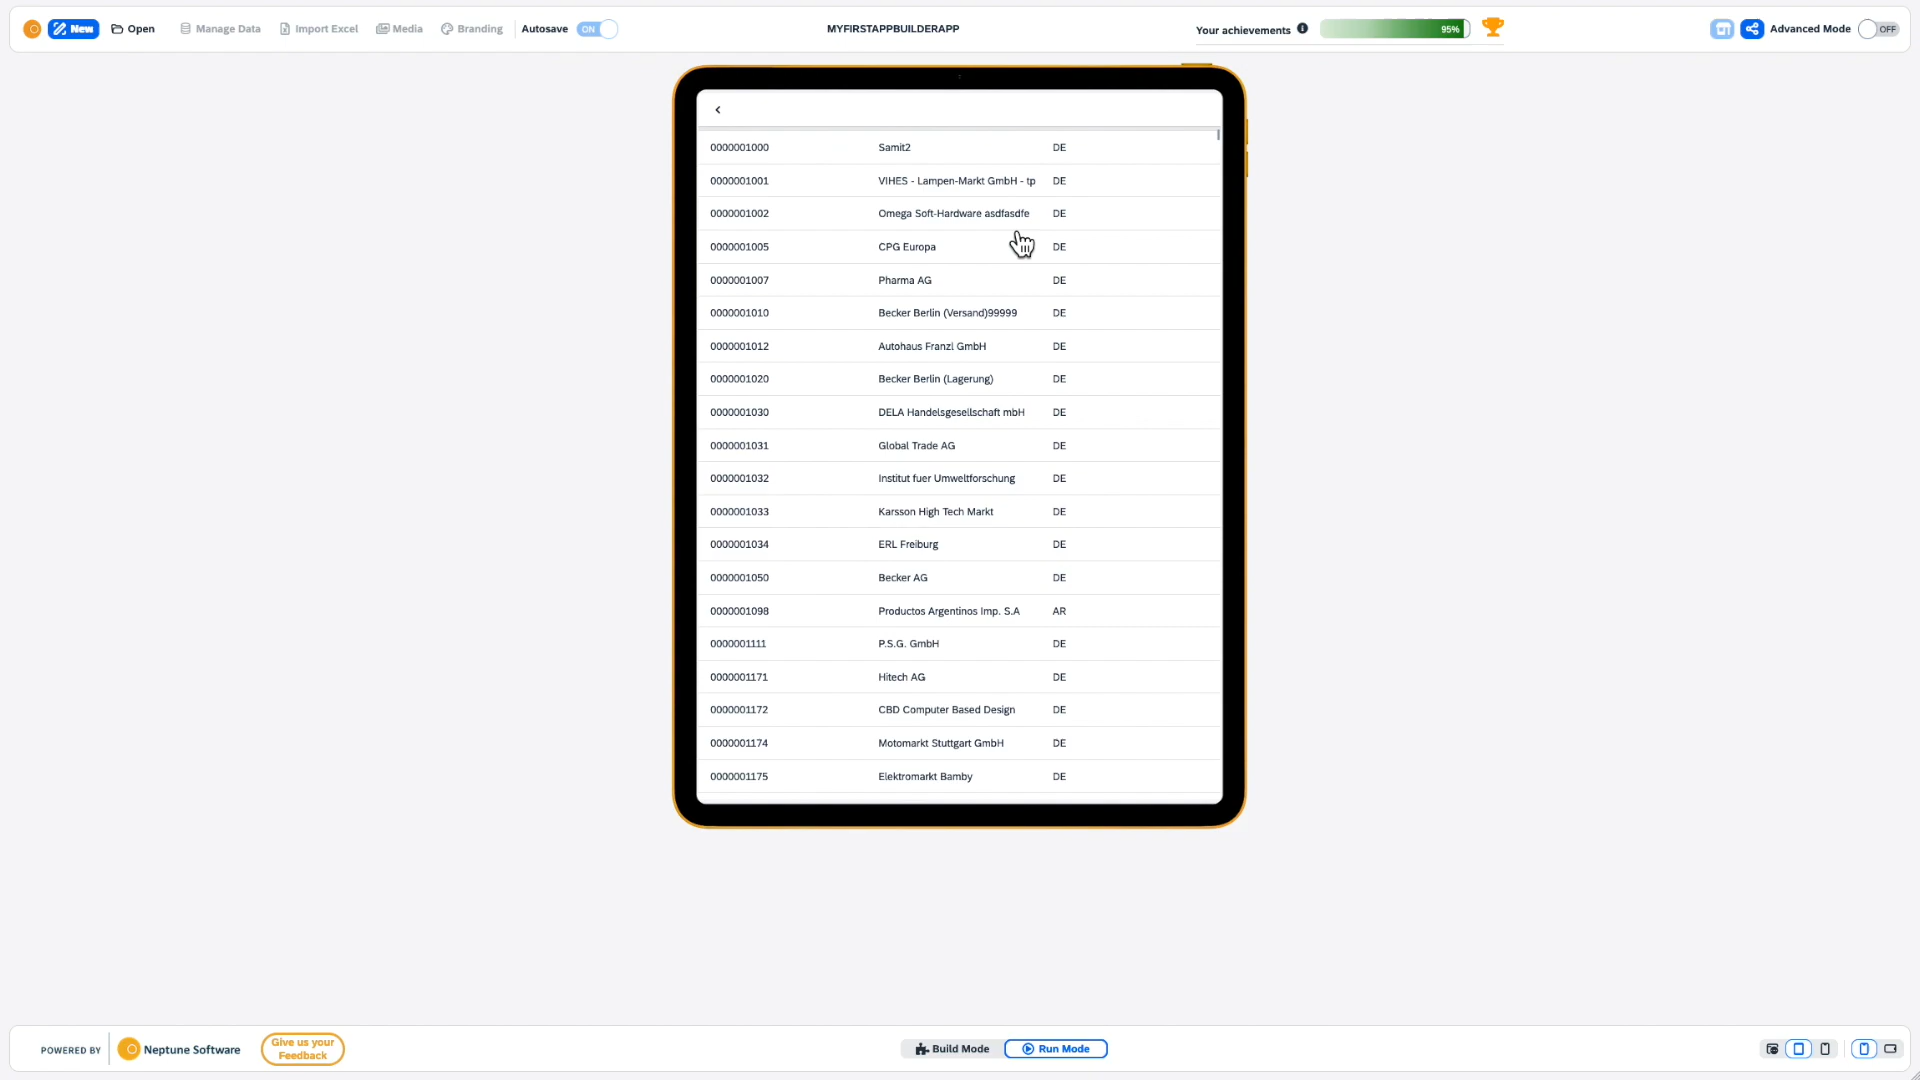 New Open Manage Data Import Excel Media Branding Autosave ON MYFIRSTAPPBUILDERAPP Your achievements 95% Advanced Mode OFF
0000001000 Samit2 DE
0000001001 VIHES - Lampen-Markt GmbH - tp DE
0000001002 Omega Soft-Hardware asdfasdfe DE
0000001005 CPG Europa DE
0000001007 Pharma AG DE
0000001010 Becker Berlin (Versand)99999 DE
0000001012 Autohaus Franzl GmbH DE
0000001020 Becker Berlin (Lagerung) DE
0000001030 DELA Handelsgesellschaft mbH DE
0000001031 Global Trade AG DE
0000001032 Institut fuer Umweltforschung DE
0000001033 Karsson High Tech Markt DE
0000001034 ERL Freiburg DE
0000001050 Becker AG DE
0000001098 Productos Argentinos Imp. S.A AR
0000001111 P.S.G. GmbH DE
0000001171 Hitech AG DE
0000001172 CBD Computer Based Design DE
0000001174 Motomarkt Stuttgart GmbH DE
0000001175 Elektromarkt Bamby DE
POWERED BY Neptune Software Give us your
Feedback
Build Mode Run Mode